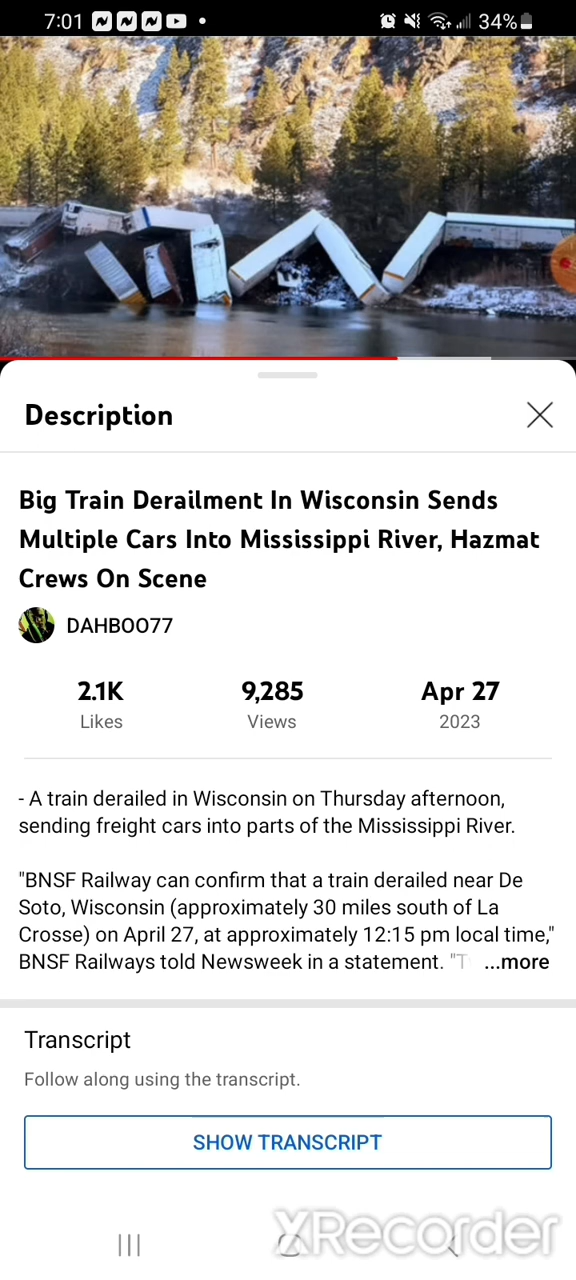 7:01
34%
Description
Big Train Derailment In Wisconsin Sends
Multiple Cars Into Mississippi River, Hazmat
Crews On Scene
DAHBOO77
2.1K 9,285 Apr 27
Likes Views 2023
- A train derailed in Wisconsin on Thursday afternoon,
sending freight cars into parts of the Mississippi River.
"BNSF Railway can confirm that a train derailed near De
Soto, Wisconsin (approximately 30 miles south of La
Crosse) on April 27, at approximately 12:15 pm local time,"
BNSF Railways told Newsweek in a statement. "T ...more
Transcript
Follow along using the transcript.
SHOW TRANSCRIPT
XRecorder